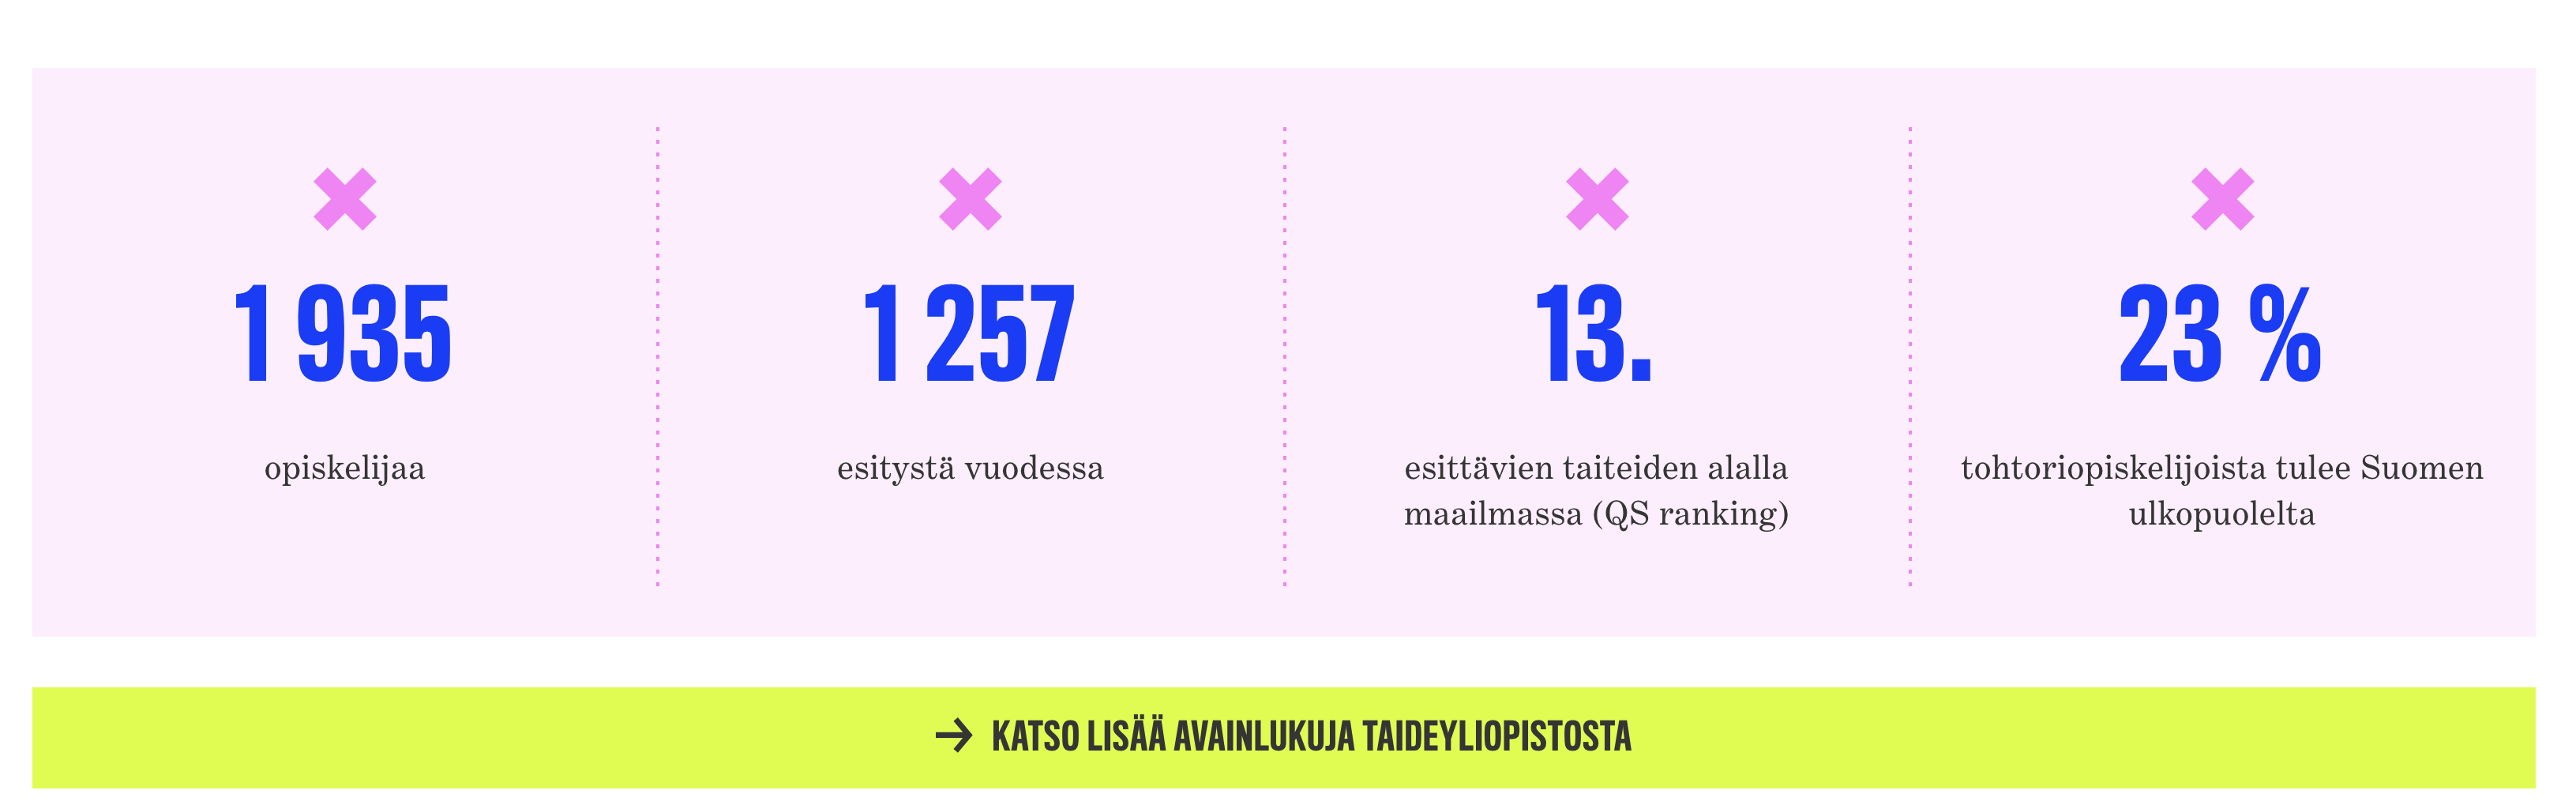 1 935
opiskelijaa
1 257
esitystä vuodessa
13.
esittävien taiteiden alalla
maailmassa (QS ranking)
23 %
tohtoriopiskelijoista tulee Suomen
ulkopuolelta
→ KATSO LISÄÄ AVAINLUKUJA TAIDEYLIOPISTOSTA